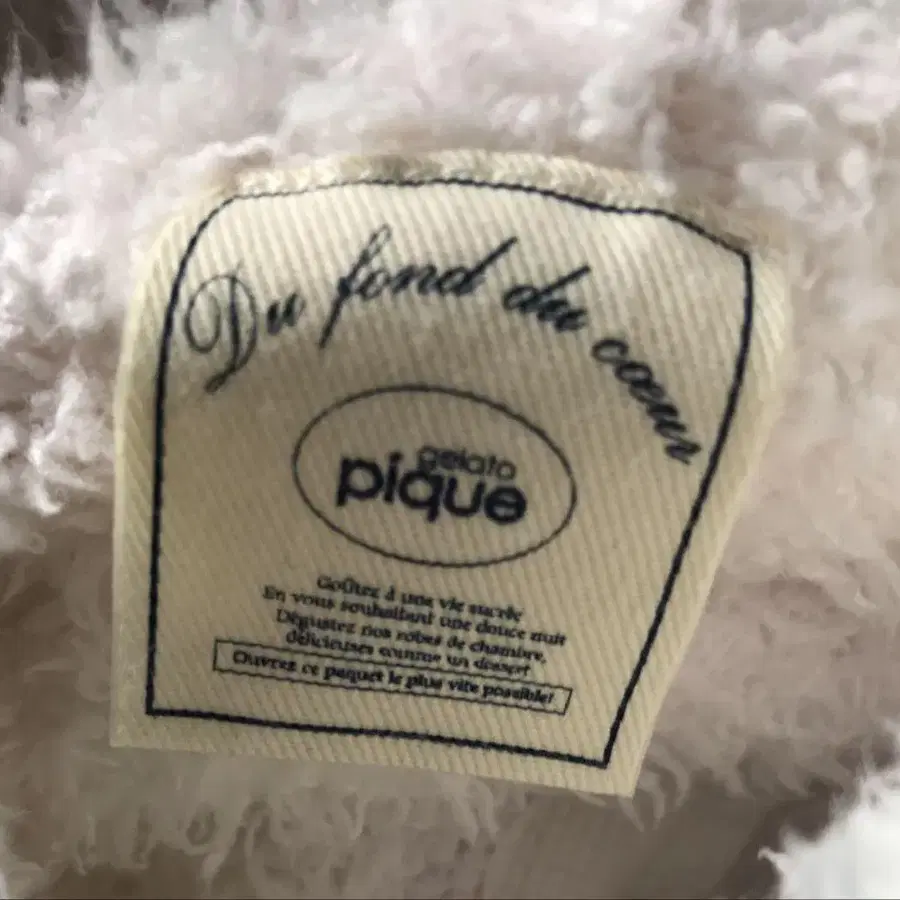 Du fond du coeur
gelato
pique
Goûtez à une vie sucrée
En vous souhaitant une douce nuit
Dégustez nos robes de chambre,
délicieuses comme un dessert
Ouvrez ce paquet le plus vite possible!